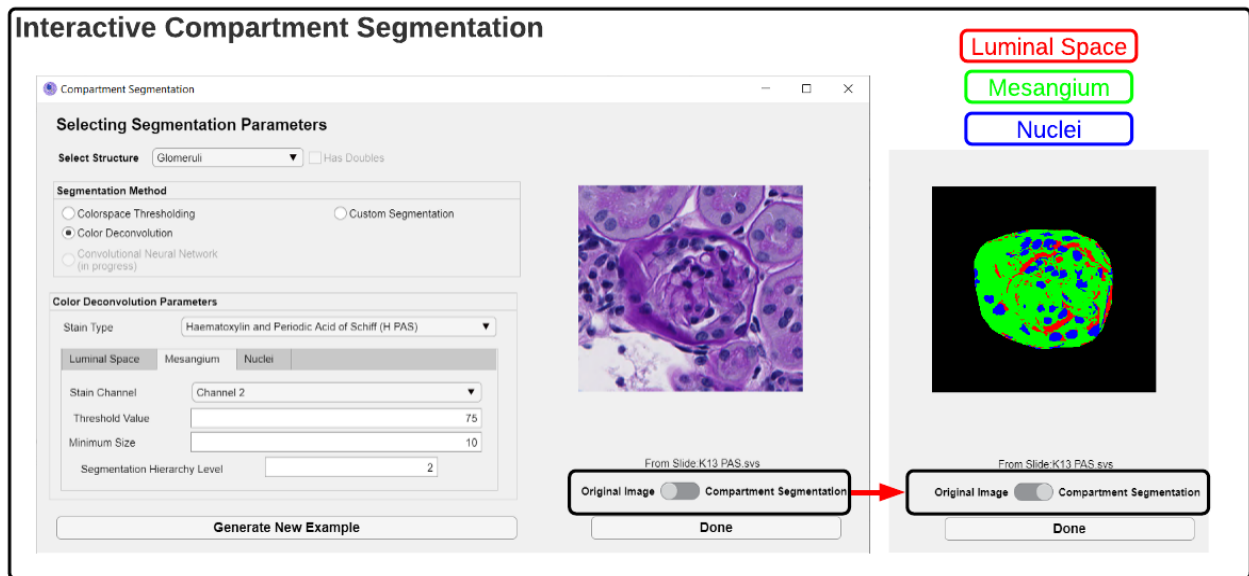 Interactive Compartment Segmentation
Luminal Space
Mesangium
Nuclei
Compartment Segmentation
Selecting Segmentation Parameters
Select Structure
Glomeruli
Has Doubles
Segmentation Method
Colorspace Thresholding
Custom Segmentation
Color Deconvolution
Convolutional Neural Network
(in progress)
Color Deconvolution Parameters
Stain Type
Haematoxylin and Periodic Acid of Schiff (H PAS)
Luminal Space
Mesangium
Nuclei
Stain Channel
Channel 2
Threshold Value
75
Minimum Size
10
Segmentation Hierarchy Level
2
Generate New Example
From Slide:K13 PAS.svs
Original Image
Compartment Segmentation
Done
From Slide:K13 PAS.svs
Original Image
Compartment Segmentation
Done